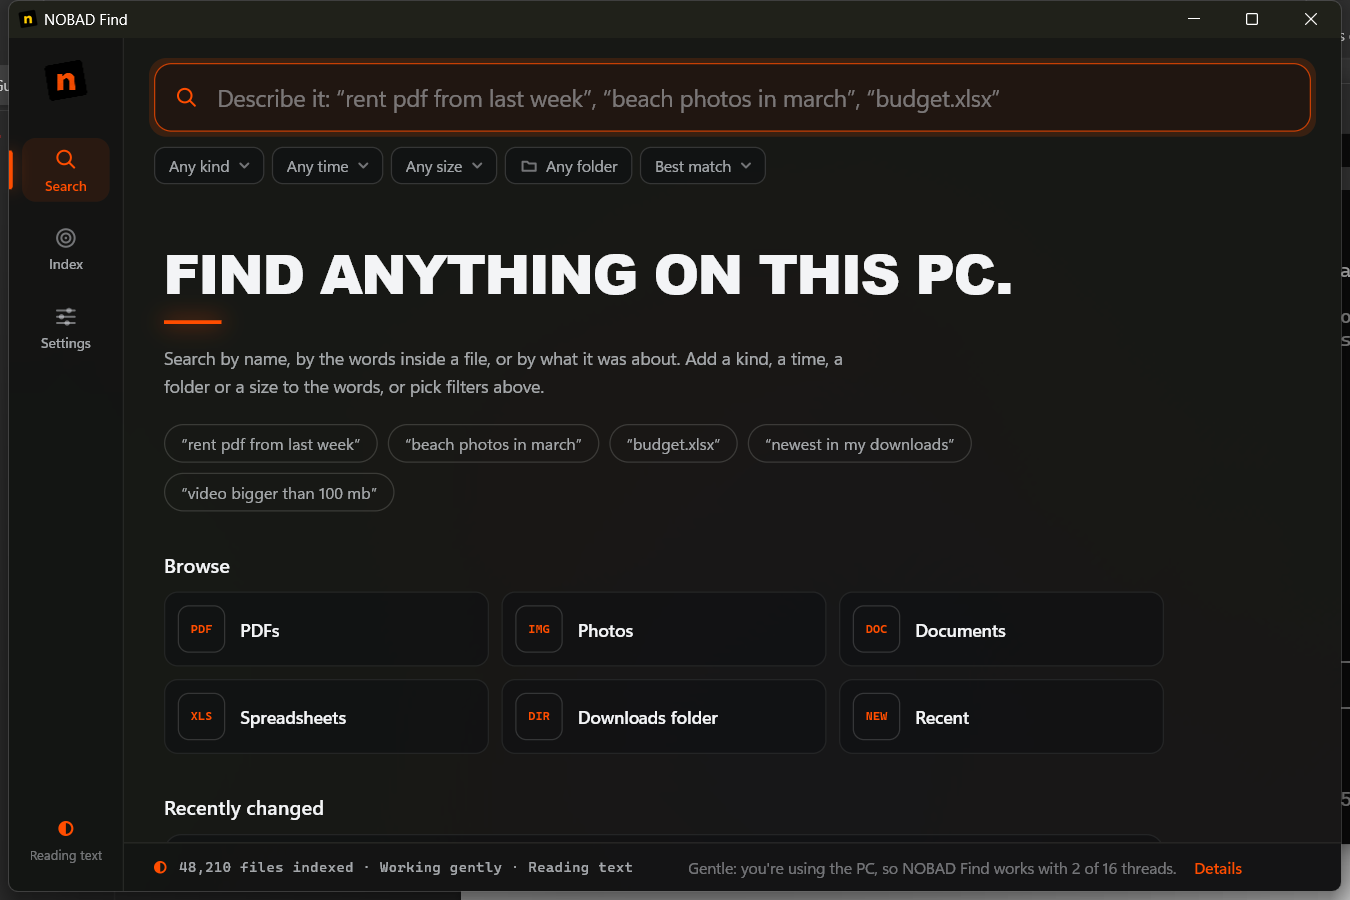 NOBAD Find
n
Search
Index
Settings
Reading text
Describe it: “rent pdf from last week”, “beach photos in march”, “budget.xlsx”
Any kind
Any time
Any size
Any folder
Best match
FIND ANYTHING ON THIS PC.
Search by name, by the words inside a file, or by what it was about. Add a kind, a time, a
folder or a size to the words, or pick filters above.
“rent pdf from last week”
“beach photos in march”
“budget.xlsx”
“newest in my downloads”
“video bigger than 100 mb”
Browse
PDF PDFs
IMG Photos
DOC Documents
XLS Spreadsheets
DIR Downloads folder
NEW Recent
Recently changed
48,210 files indexed · Working gently · Reading text
Gentle: you're using the PC, so NOBAD Find works with 2 of 16 threads.
Details